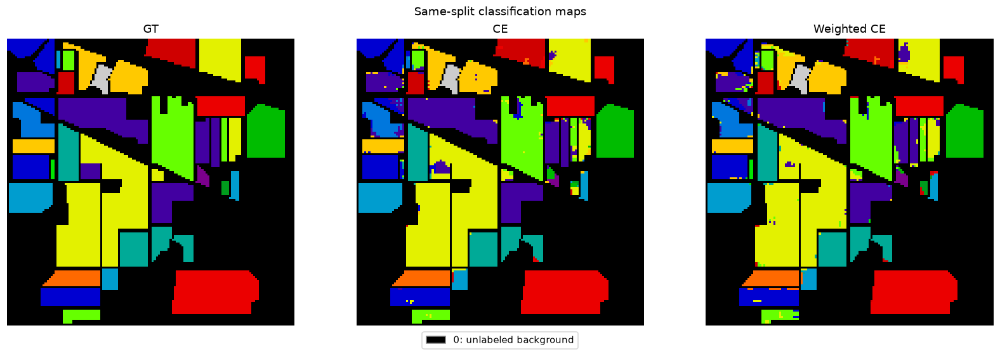 Same-split classification maps
GT
CE
Weighted CE
0: unlabeled background